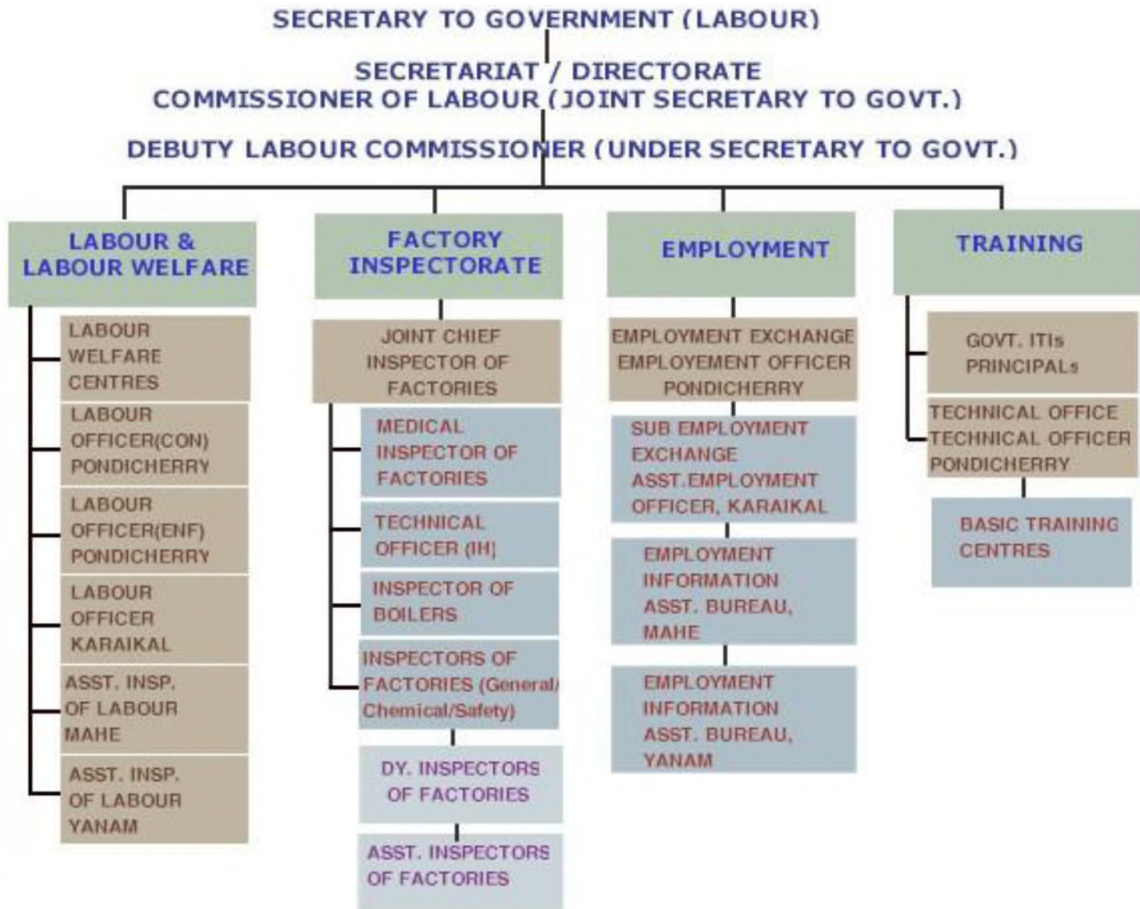 SECRETARY TO GOVERNMENT (LABOUR)
SECRETARIAT / DIRECTORATE
COMMISSIONER OF LABOUR (JOINT SECRETARY TO GOVT.)
DEBUTY LABOUR COMMISSIONER (UNDER SECRETARY TO GOVT.)
LABOUR &
LABOUR WELFARE
LABOUR
WELFARE
CENTRES
LABOUR
OFFICER(CON)
PONDICHERRY
LABOUR
OFFICER(ENF)
PONDICHERRY
LABOUR
OFFICER
KARAIKAL
ASST. INSP.
OF LABOUR
MAHE
ASST. INSP.
OF LABOUR
YANAM
FACTORY
INSPECTORATE
JOINT CHIEF
INSPECTOR OF
FACTORIES
MEDICAL
INSPECTOR OF
FACTORIES
TECHNICAL
OFFICER (IH)
INSPECTOR OF
BOILERS
INSPECTORS OF
FACTORIES (General/
Chemical/Safety)
DY. INSPECTORS
OF FACTORIES
ASST. INSPECTORS
OF FACTORIES
EMPLOYMENT
EMPLOYMENT EXCHANGE
EMPLOYEMENT OFFICER
PONDICHERRY
SUB EMPLOYMENT
EXCHANGE
ASST.EMPLOYMENT
OFFICER, KARAIKAL
EMPLOYMENT
INFORMATION
ASST. BUREAU,
MAHE
EMPLOYMENT
INFORMATION
ASST. BUREAU,
YANAM
TRAINING
GOVT. ITIs
PRINCIPALs
TECHNICAL OFFICE
TECHNICAL OFFICER
PONDICHERRY
BASIC TRAINING
CENTRES